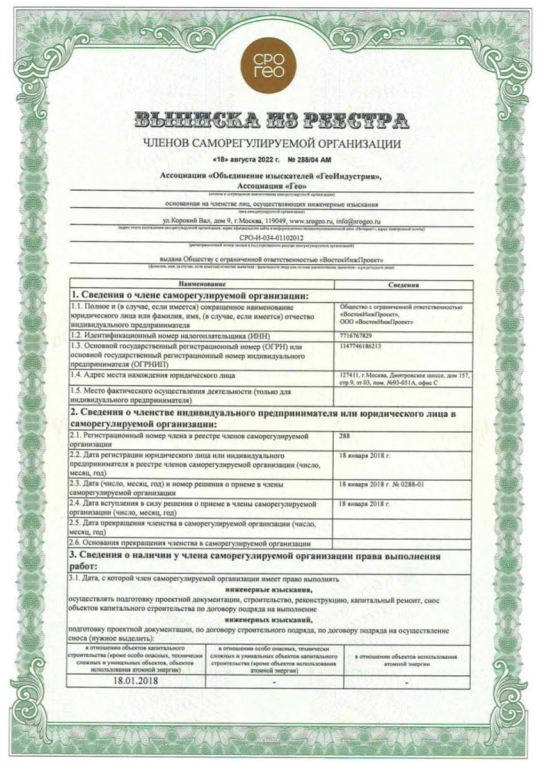 СРО
ГЕО
ВЫПИСКА ИЗ РЕЕСТРА
ЧЛЕНОВ САМОРЕГУЛИРУЕМОЙ ОРГАНИЗАЦИИ
«18» августа 2022 г. № 288/04 АМ
Ассоциация «Объединение изыскателей «ГеоИндустрия»,
Ассоциация «Гео»
(полное и сокращенное наименование саморегулируемой организации)
основанная на членстве лиц, осуществляющих инженерные изыскания
(вид саморегулируемой организации)
ул.Коровий Вал, дом 9, г.Москва, 119049, www.srogeo.ru, info@srogeo.ru
СРО-И-034-01102012
(регистрационный номер записи в государственном реестре саморегулируемых организаций)
выдана Обществу с ограниченной ответственностью «ВостокИнжПроект»
Наименование Сведения
1. Сведения о члене саморегулируемой организации:
1.1. Полное и (в случае, если имеется) сокращенное наименование
юридического лица или фамилия, имя, (в случае, если имеется) отчество
индивидуального предпринимателя
Общество с ограниченной ответственностью
«ВостокИнжПроект»,
ООО «ВостокИнжПроект»
1.2. Идентификационный номер налогоплательщика (ИНН) 7716767829
1.3. Основной государственный регистрационный номер (ОГРН) или
основной государственный регистрационный номер индивидуального
предпринимателя (ОГРНИП)
1147746186213
1.4. Адрес места нахождения юридического лица
127411, г.Москва, Дмитровское шоссе, дом 157,
стр.9, эт.03, пом. №93-051А, офис С
1.5. Место фактического осуществления деятельности (только для
индивидуального предпринимателя)
2. Сведения о членстве индивидуального предпринимателя или юридического лица в
саморегулируемой организации:
2.1. Регистрационный номер члена в реестре членов саморегулируемой
организации
288
2.2. Дата регистрации юридического лица или индивидуального
предпринимателя в реестре членов саморегулируемой организации (число,
месяц, год)
18 января 2018 г.
2.3. Дата (число, месяц, год) и номер решения о приеме в члены
саморегулируемой организации
18 января 2018 г. № 0288-01
2.4. Дата вступления в силу решения о приеме в члены саморегулируемой
организации (число, месяц, год)
18 января 2018 г.
2.5. Дата прекращения членства в саморегулируемой организации (число,
месяц, год)
2.6. Основания прекращения членства в саморегулируемой организации
3. Сведения о наличии у члена саморегулируемой организации права выполнения
работ:
3.1. Дата, с которой член саморегулируемой организации имеет право выполнять
инженерные изыскания,
осуществлять подготовку проектной документации, строительство, реконструкцию, капитальный ремонт, снос
объектов капитального строительства по договору подряда на выполнение
инженерных изысканий,
подготовку проектной документации, по договору строительного подряда, по договору подряда на осуществление
сноса (нужное выделить):
в отношении объектов капитального
строительства (кроме особо опасных, технически
сложных и уникальных объектов, объектов
использования атомной энергии)
в отношении особо опасных, технически
сложных и уникальных объектов капитального
строительства (кроме объектов использования
атомной энергии)
в отношении объектов использования
атомной энергии
18.01.2018 - -